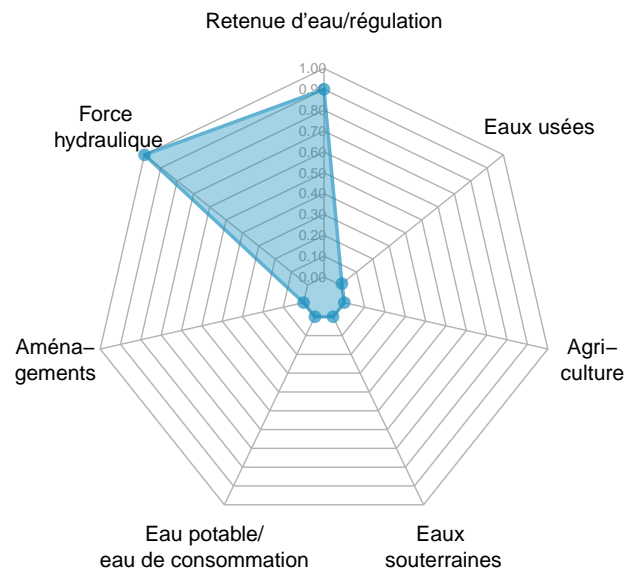 Retenue d'eau/régulation
1.00
0.90
0.80
0.70
0.60
0.50
0.40
0.30
0.20
0.10
0.00
Force
hydraulique
Eaux usées
Aména–
gements
Agri–
culture
Eau potable/
eau de consommation
Eaux
souterraines